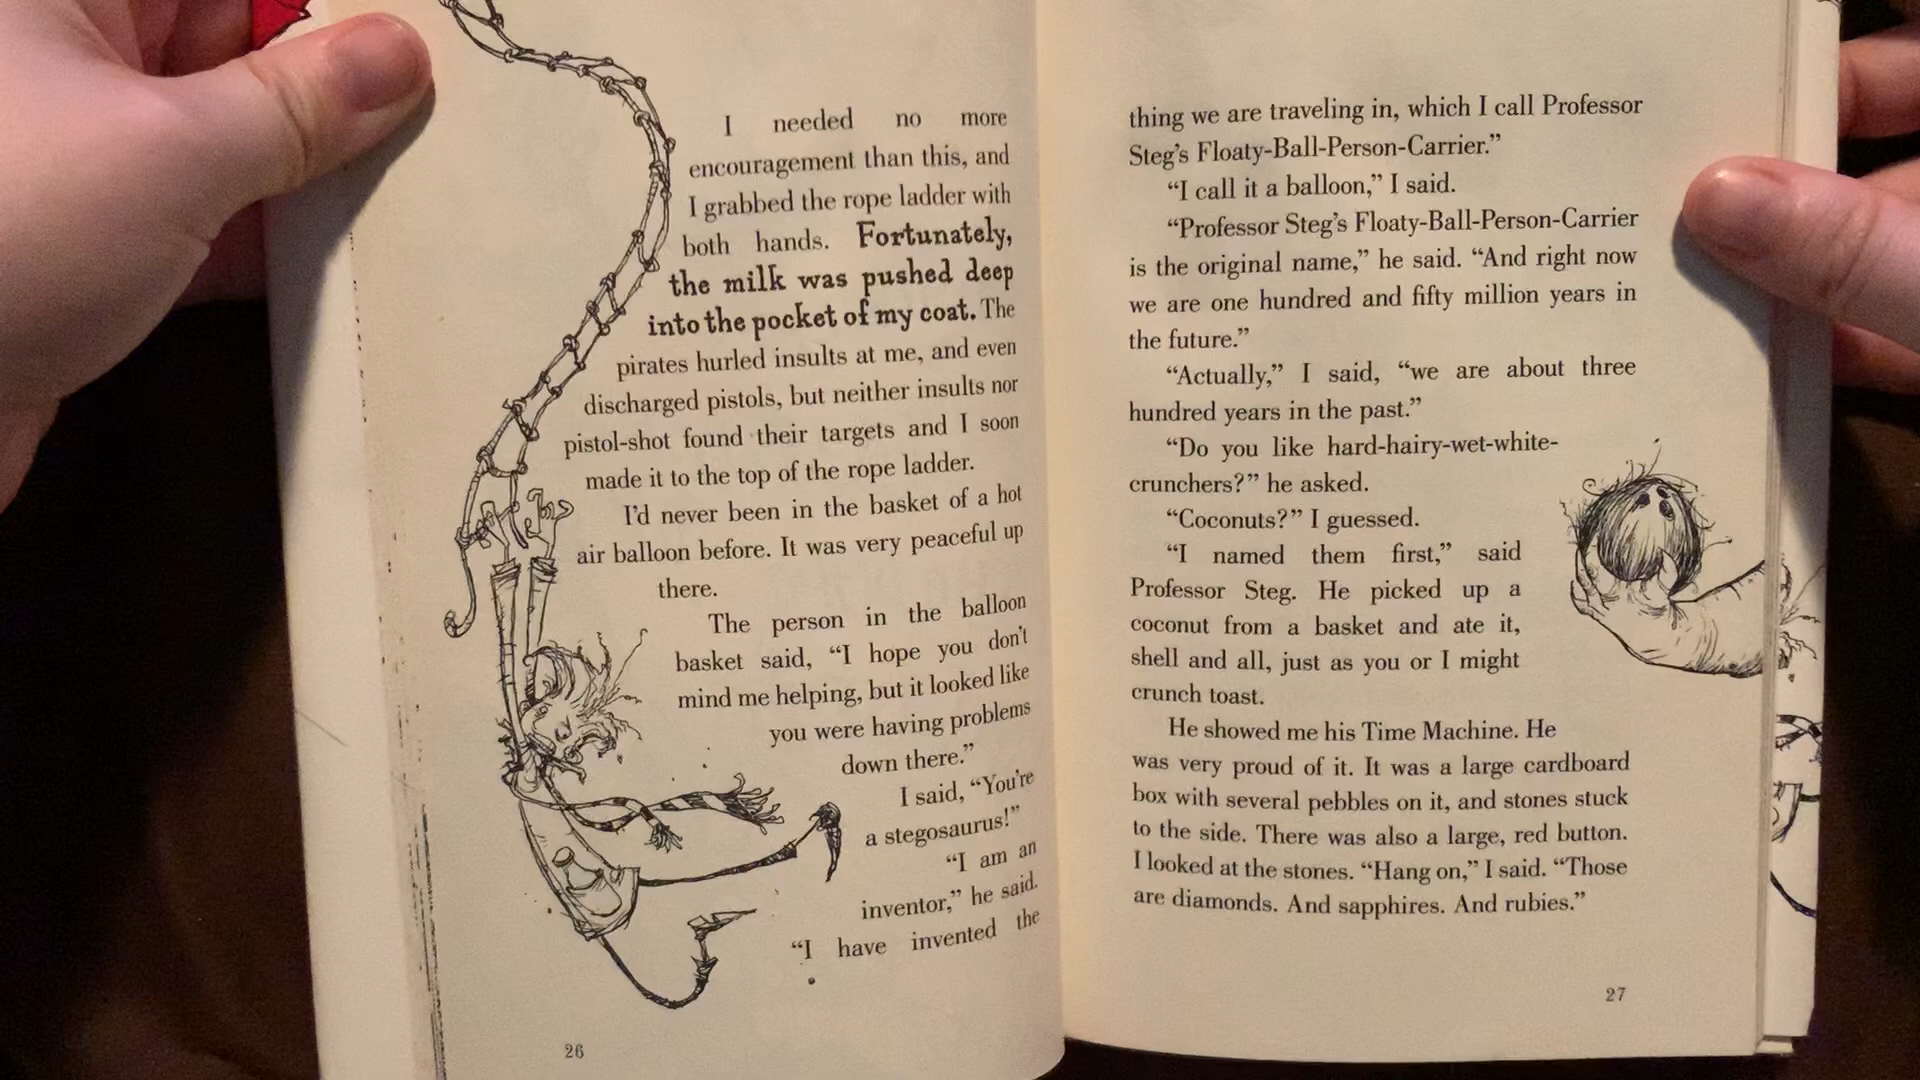 I needed no more
encouragement than this, and
I grabbed the rope ladder with
both hands. Fortunately,
the milk was pushed deep
into the pocket of my coat. The
pirates hurled insults at me, and even
discharged pistols, but neither insults nor
pistol-shot found their targets and I soon
made it to the top of the rope ladder.
I'd never been in the basket of a hot
air balloon before. It was very peaceful up
there.
The person in the balloon
basket said, “I hope you don't
mind me helping, but it looked like
you were having problems
down there.”
I said, “You're
a stegosaurus!”
“I am an
inventor,” he said.
“I have invented the
26
thing we are traveling in, which I call Professor
Steg's Floaty-Ball-Person-Carrier.”
“I call it a balloon,” I said.
“Professor Steg's Floaty-Ball-Person-Carrier
is the original name,” he said. “And right now
we are one hundred and fifty million years in
the future.”
“Actually,” I said, “we are about three
hundred years in the past.”
“Do you like hard-hairy-wet-white-
crunchers?” he asked.
“Coconuts?” I guessed.
“I named them first,” said
Professor Steg. He picked up a
coconut from a basket and ate it,
shell and all, just as you or I might
crunch toast.
He showed me his Time Machine. He
was very proud of it. It was a large cardboard
box with several pebbles on it, and stones stuck
to the side. There was also a large, red button.
I looked at the stones. “Hang on,” I said. “Those
are diamonds. And sapphires. And rubies.”
27